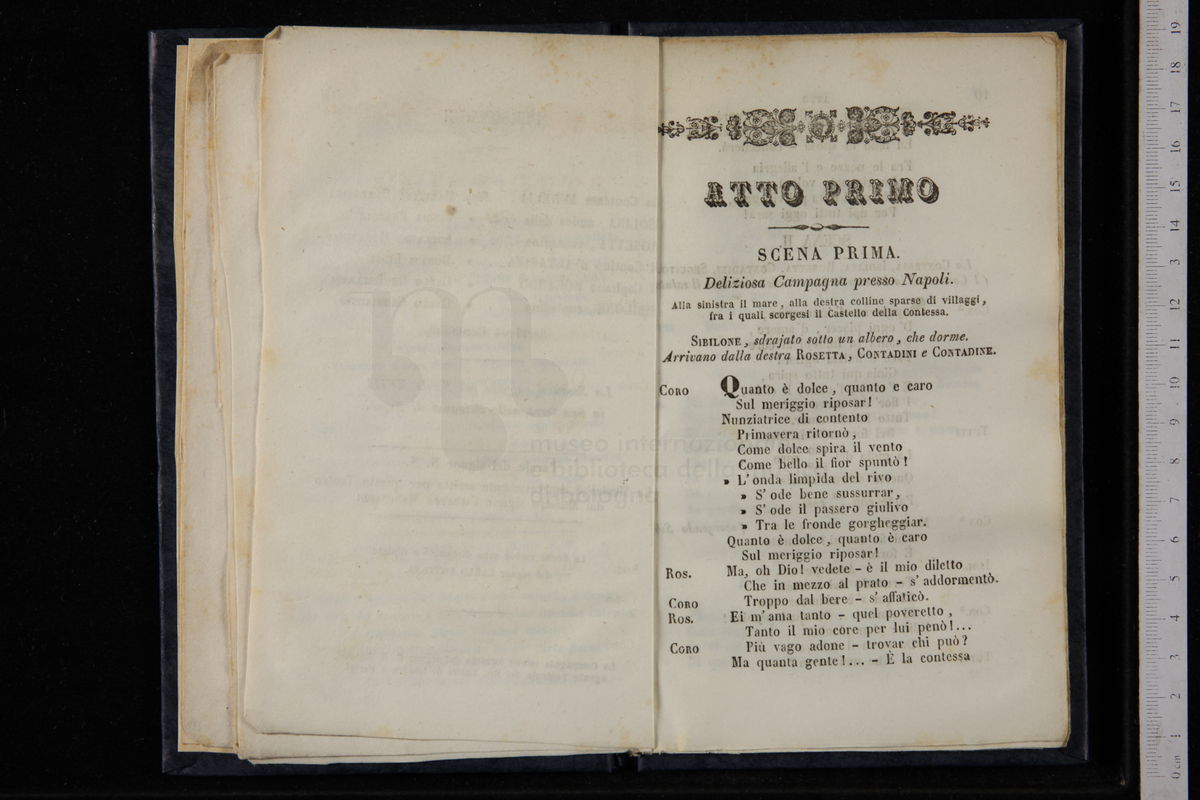 ATTO PRIMO
SCENA PRIMA.
Deliziosa Campagna presso Napoli.
Alla sinistra il mare, alla destra colline sparse di villaggi,
fra i quali scorgesi il Castello della Contessa.
SIBILONE, sdrajato sotto un albero, che dorme.
Arrivano dalla destra ROSETTA, CONTADINI e CONTADINE.
CORO Quanto è dolce, quanto e caro
Sul meriggio riposar!
Nunziatrice di contento
Primavera ritornò,
Come dolce spira il vento
Come bello il fior spuntò!
» L'onda limpida del rivo
» S'ode bene sussurrar,
» S'ode il passero giulivo
» Tra le fronde gorgheggiar.
Quanto è dolce, quanto è caro
Sul meriggio riposar!
ROS. Ma, oh Dio! vedete – è il mio diletto
Che in mezzo al prato – s'addormentò.
CORO Troppo dal bere – s'affaticò.
ROS. Ei m'ama tanto – quel poveretto,
Tanto il mio core per lui penò!...
CORO Più vago adone – trovar chi può?
Ma quanta gente!... – È la contessa
museo internazio
e biblioteca della
di bologna